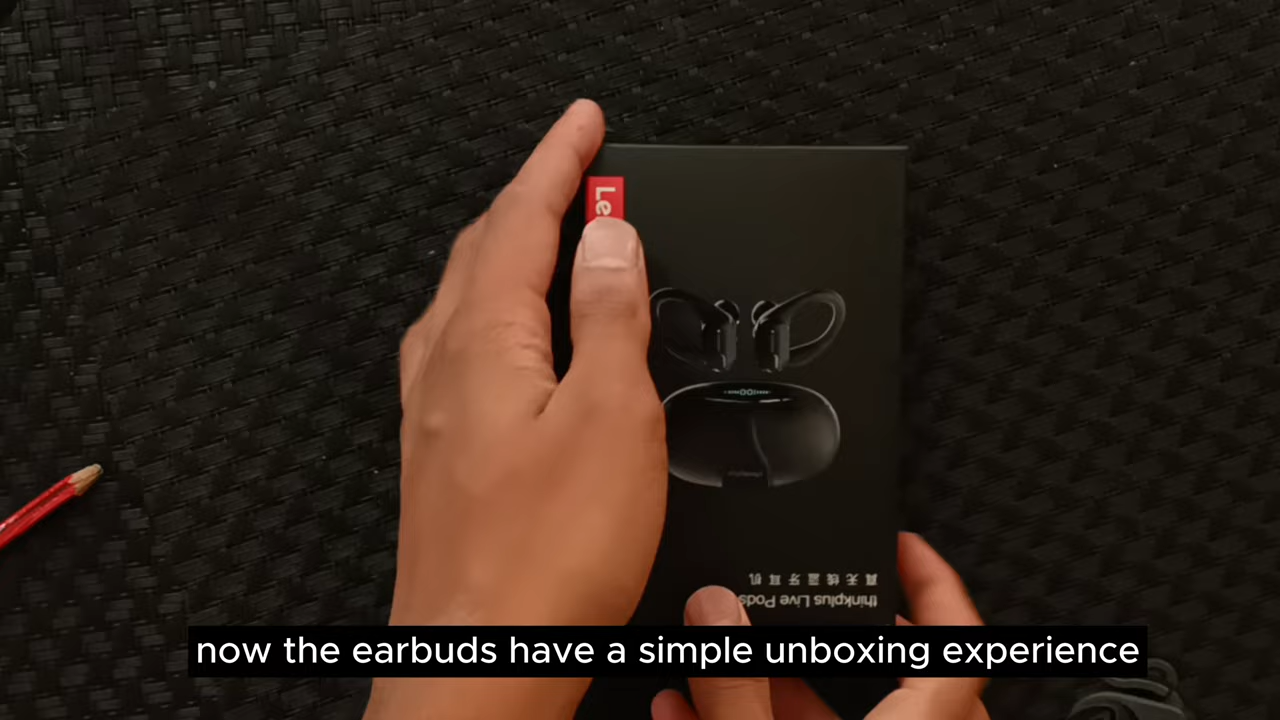 Le
真无线蓝牙耳机
thinkplus Live Pods
now the earbuds have a simple unboxing experience